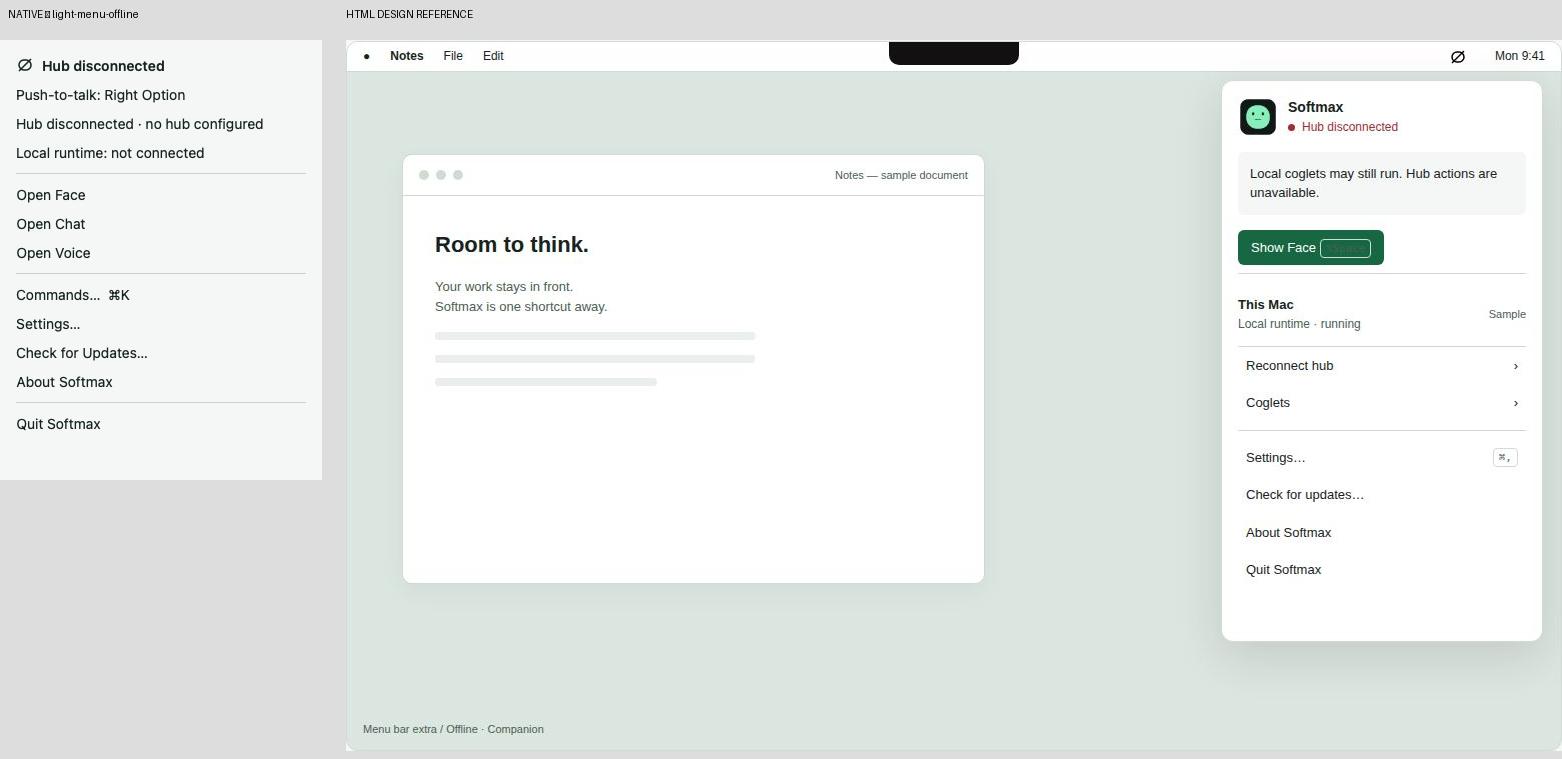 NATIVE light-menu-offline
HTML DESIGN REFERENCE
Hub disconnected
Push-to-talk: Right Option
Hub disconnected · no hub configured
Local runtime: not connected
Open Face
Open Chat
Open Voice
Commands... ⌘K
Settings...
Check for Updates...
About Softmax
Quit Softmax
● Notes File Edit
Mon 9:41
Notes — sample document
Room to think.
Your work stays in front.
Softmax is one shortcut away.
Menu bar extra / Offline · Companion
Softmax
Hub disconnected
Local coglets may still run. Hub actions are
unavailable.
Show Face
This Mac
Local runtime · running
Sample
Reconnect hub ›
Coglets ›
Settings… ⌘,
Check for updates…
About Softmax
Quit Softmax